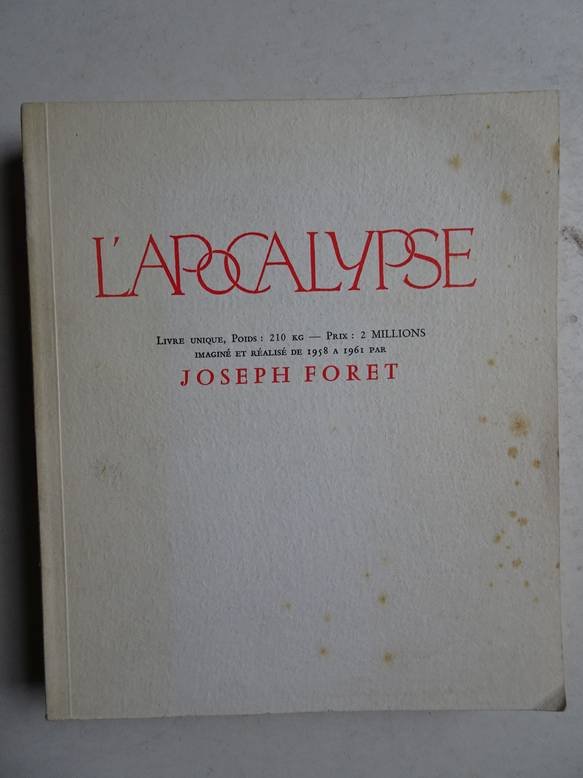 L'APOCALYPSE
LIVRE UNIQUE, POIDS : 210 KG — PRIX : 2 MILLIONS
IMAGINÉ ET RÉALISÉ DE 1958 A 1961 PAR
JOSEPH FORET